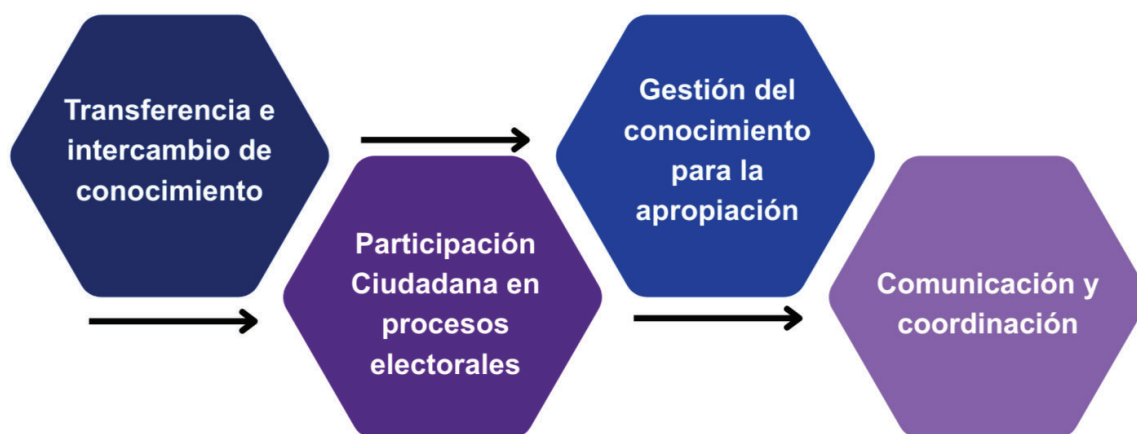 Transferencia e
intercambio de
conocimiento
Participación
Ciudadana en
procesos
electorales
Gestión del
conocimiento
para la
apropiación
Comunicación y
coordinación